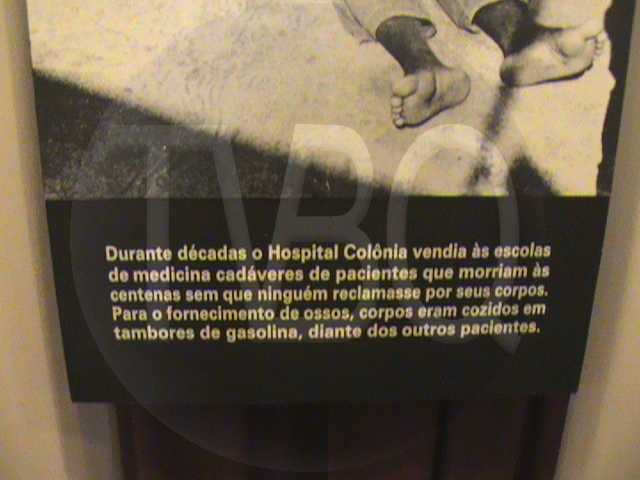 Durante décadas o Hospital Colônia vendia às escolas
de medicina cadáveres de pacientes que morriam às
centenas sem que ninguém reclamasse por seus corpos.
Para o fornecimento de ossos, corpos eram cozidos em
tambores de gasolina, diante dos outros pacientes.